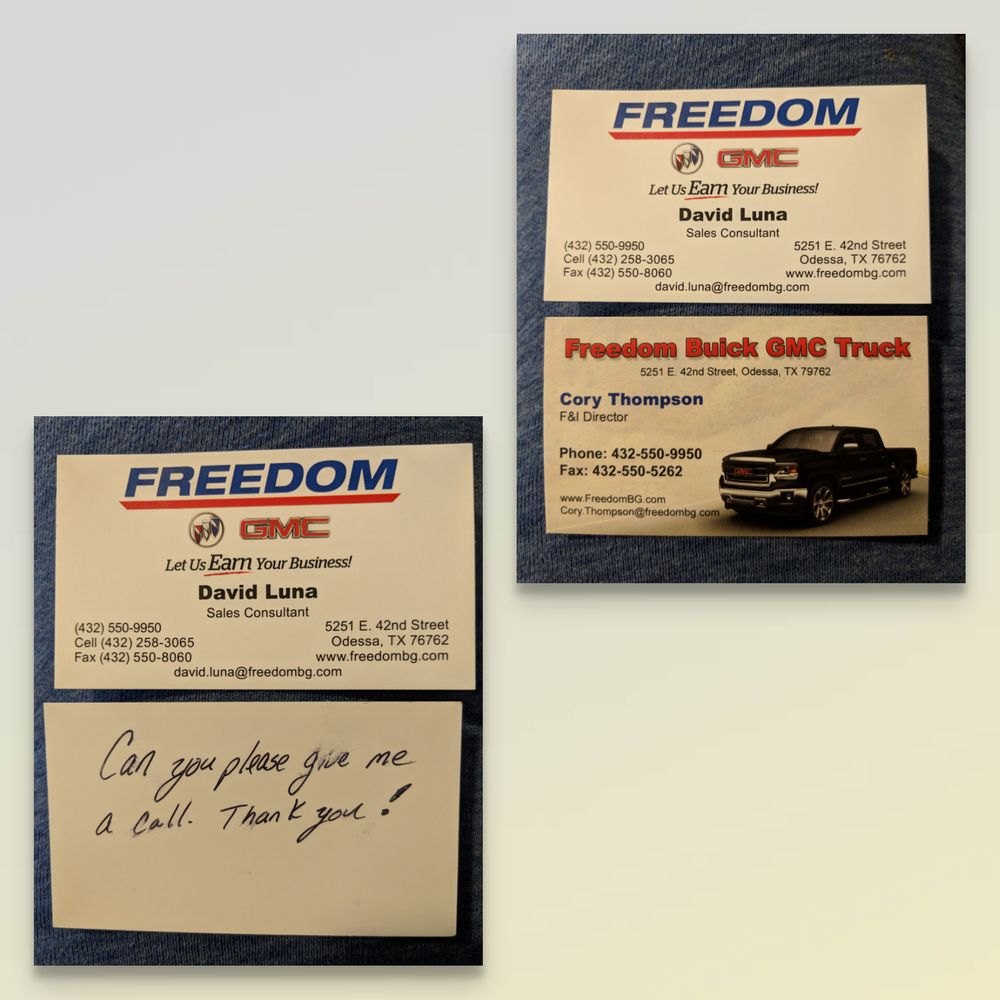 FREEDOM
GMC
Let Us Earn Your Business!
David Luna
Sales Consultant
(432) 550-9950
Cell (432) 258-3065
Fax (432) 550-8060
5251 E. 42nd Street
Odessa, TX 76762
www.freedombg.com
david.luna@freedombg.com
Freedom Buick GMC Truck
5251 E. 42nd Street, Odessa, TX 79762
Cory Thompson
F&I Director
Phone: 432-550-9950
Fax: 432-550-5262
www.FreedomBG.com
Cory.Thompson@freedombg.com
GMC
FREEDOM
GMC
Let Us Earn Your Business!
David Luna
Sales Consultant
(432) 550-9950
Cell (432) 258-3065
Fax (432) 550-8060
5251 E. 42nd Street
Odessa, TX 76762
www.freedombg.com
david.luna@freedombg.com
Can you please give me
a call. Thank you!